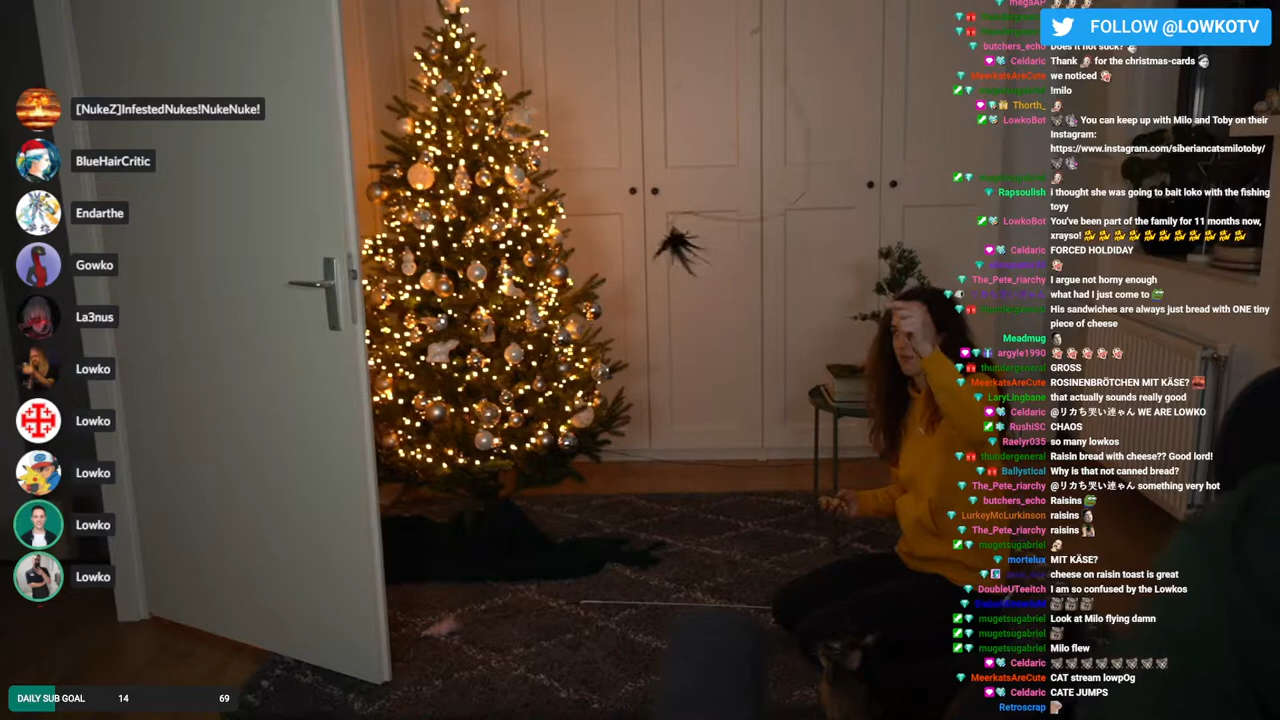 FOLLOW @LOWKOTV
[NukeZ]InfestedNukes!NukeNuke!
BlueHairCritic
Endarthe
Gowko
La3nus
Lowko
Lowko
Lowko
Lowko
Lowko
DAILY SUB GOAL 14 69
megaAP
butchers_echo Does it not suck?
Celdaric Thank for the christmas-cards
MeerkatsAreCute we noticed
mugetsugabriel !milo
Thorth_
LowkoBot You can keep up with Milo and Toby on their
Instagram:
https://www.instagram.com/siberiancatsmilotoby/
mugetsugabriel
Rapsoulish i thought she was going to bait loko with the fishing
toyy
LowkoBot You've been part of the family for 11 months now,
xrayso!
Celdaric FORCED HOLDIDAY
The_Pete_riarchy I argue not horny enough
what had I just come to
thundergeneral His sandwiches are always just bread with ONE tiny
piece of cheese
Meadmug
argyle1990
thundergeneral GROSS
MeerkatsAreCute ROSINENBRÖTCHEN MIT KÄSE?
LaryLingbane that actually sounds really good
Celdaric @リカち哭い逹ゃん WE ARE LOWKO
RushiSC CHAOS
Raelyr035 so many lowkos
thundergeneral Raisin bread with cheese?? Good lord!
Ballystical Why is that not canned bread?
The_Pete_riarchy @リカち哭い逹ゃん something very hot
butchers_echo Raisins
LurkeyMcLurkinson raisins
The_Pete_riarchy raisins
mugetsugabriel
mortelux MIT KÄSE?
cheese on raisin toast is great
DoubleUTeeitch I am so confused by the Lowkos
mugetsugabriel Look at Milo flying damn
mugetsugabriel
mugetsugabriel Milo flew
Celdaric
MeerkatsAreCute CAT stream lowpOg
Celdaric CATE JUMPS
Retroscrap